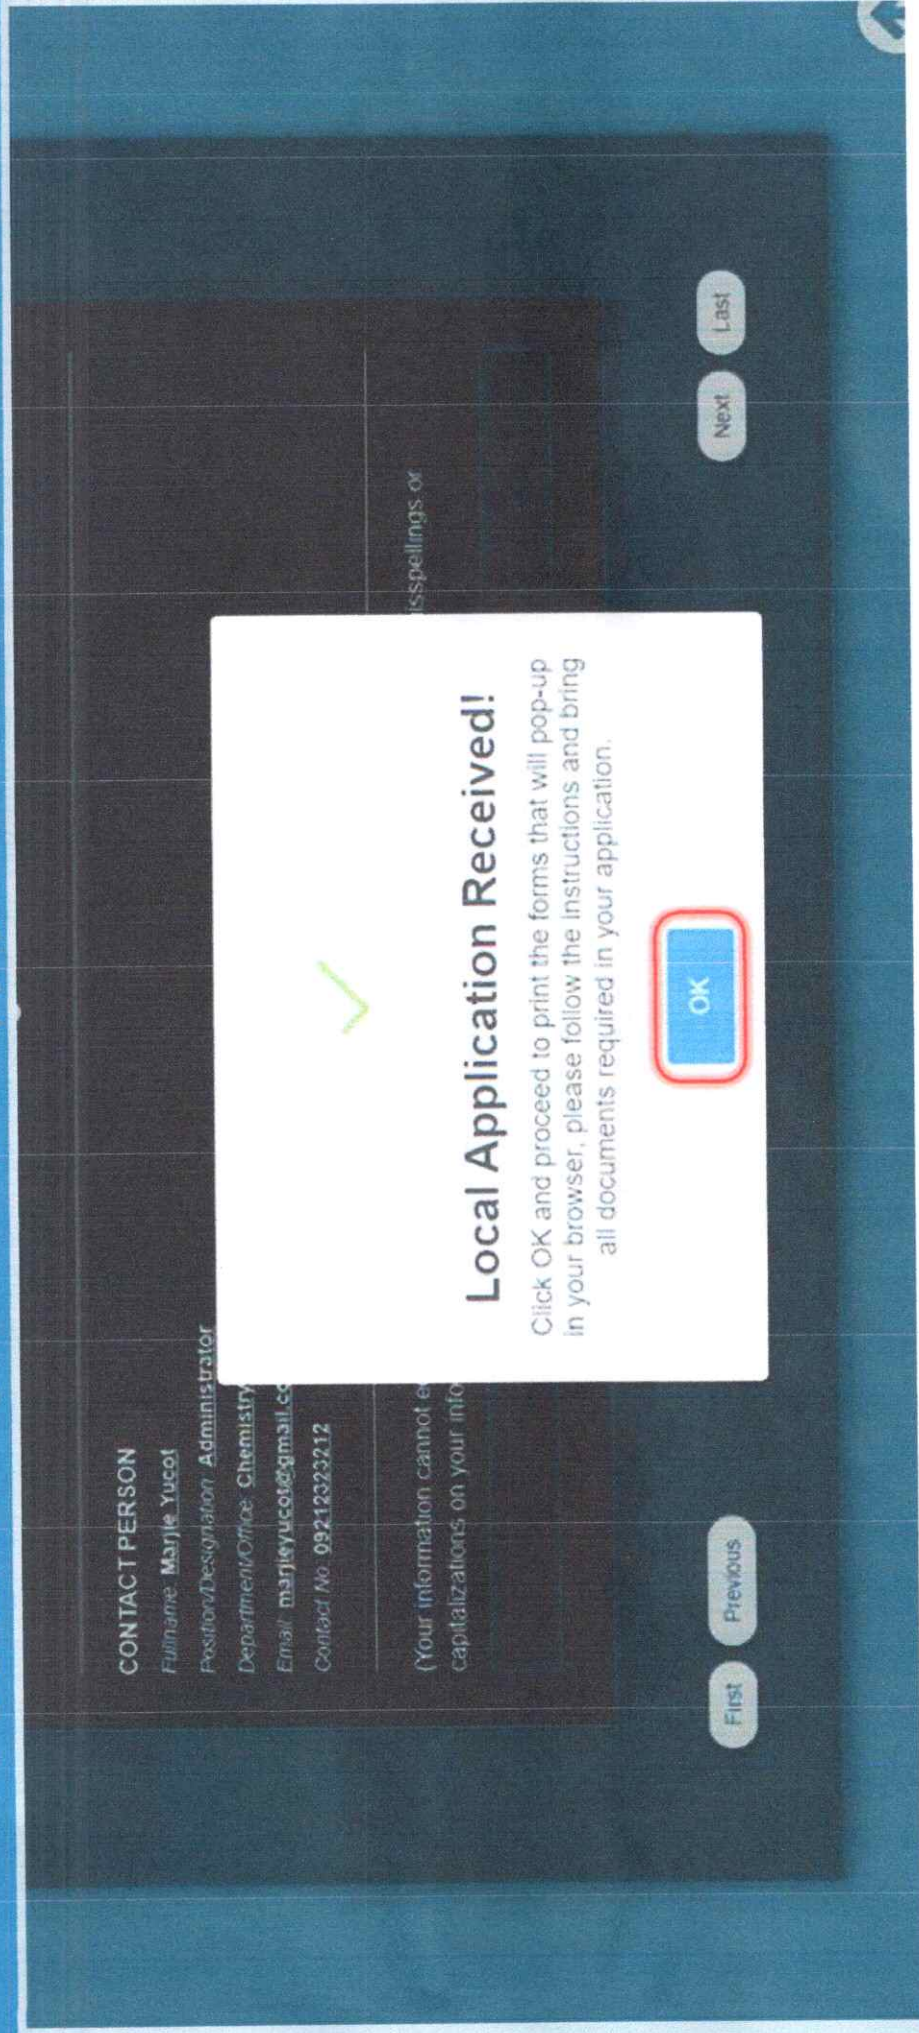 CONTACT PERSON
Fullname: Marjie Yucot
Position/Designation: Administrator
Department/Office: Chemistry
Email: marjieyucot@gmail.co
Contact No: 09212323212
(Your information cannot e
isspellings or
capitalizations on your info
Local Application Received!
Click OK and proceed to print the forms that will pop-up
in your browser, please follow the instructions and bring
all documents required in your application.
OK
First
Previous
Next
Last